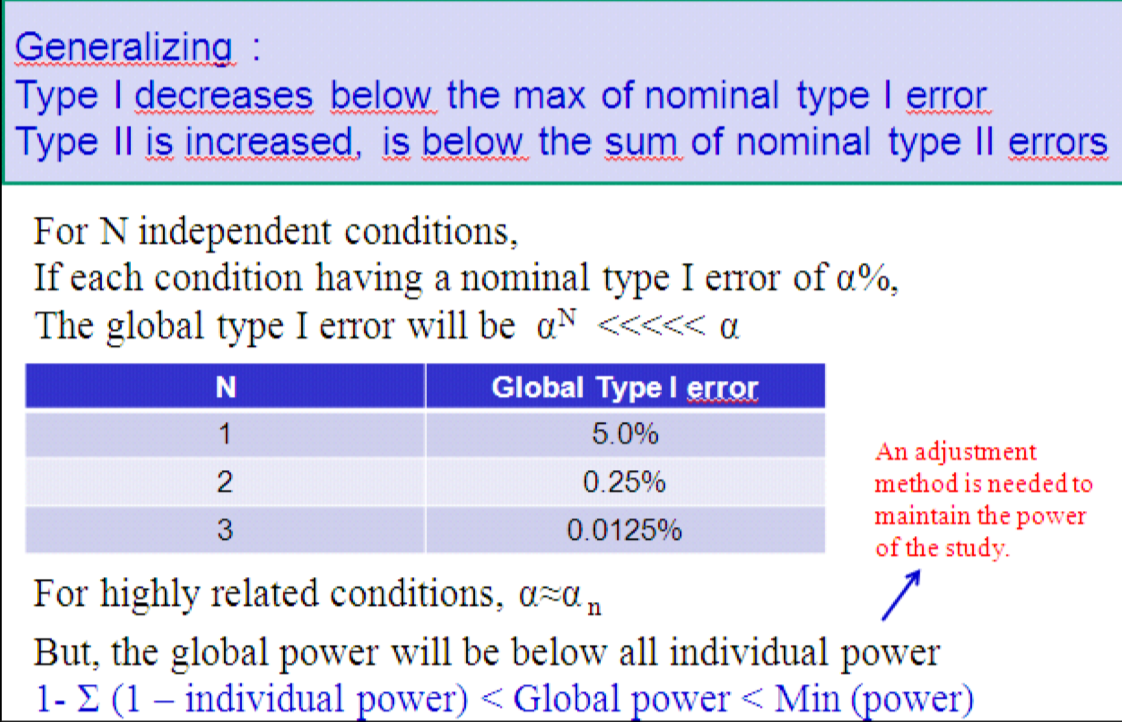 Generalizing :
Type I decreases below the max of nominal type I error
Type II is increased, is below the sum of nominal type II errors
For N independent conditions,
If each condition having a nominal type I error of α%,
The global type I error will be αᴺ <<<<< α
N Global Type I error
1 5.0%
2 0.25%
3 0.0125%
An adjustment
method is needed to
maintain the power
of the study.
For highly related conditions, α≈α n
But, the global power will be below all individual power
1- Σ (1 – individual power) < Global power < Min (power)